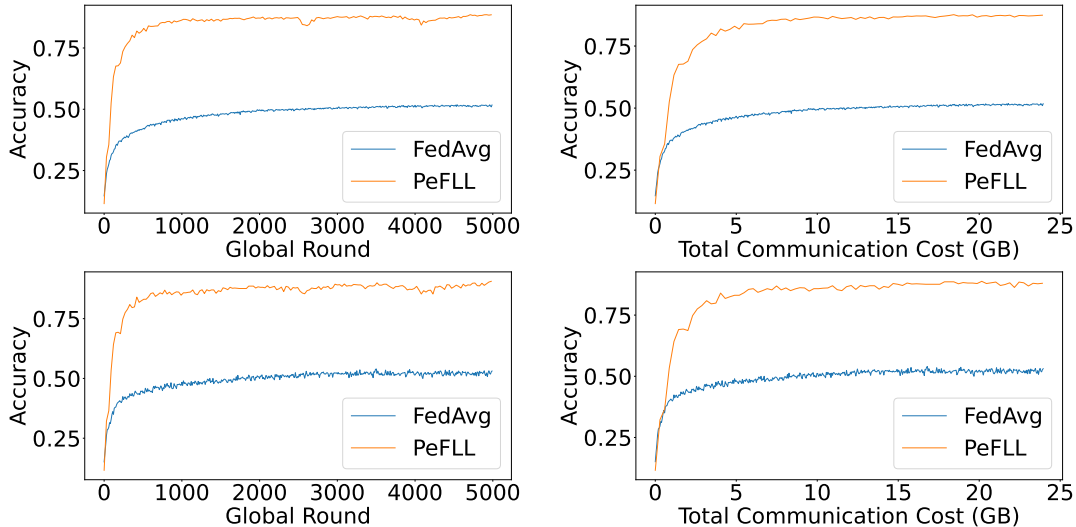 Accuracy
0.75
0.50
0.25
FedAvg
PeFLL
0 1000 2000 3000 4000 5000
Global Round
Accuracy
0.75
0.50
0.25
FedAvg
PeFLL
0 5 10 15 20 25
Total Communication Cost (GB)
Accuracy
0.75
0.50
0.25
FedAvg
PeFLL
0 1000 2000 3000 4000 5000
Global Round
Accuracy
0.75
0.50
0.25
FedAvg
PeFLL
0 5 10 15 20 25
Total Communication Cost (GB)